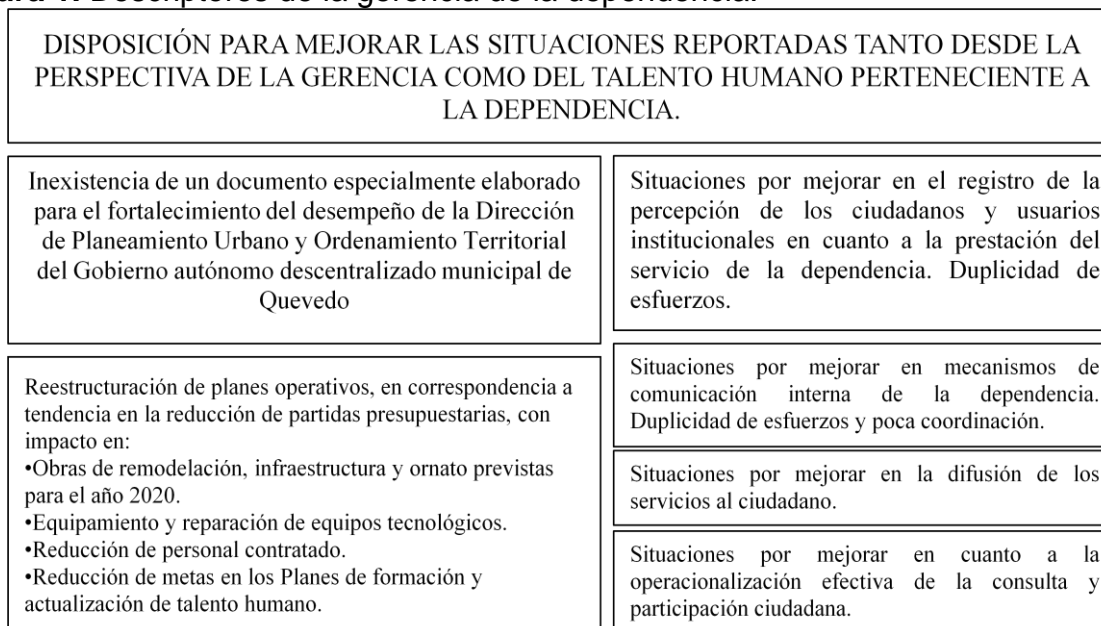 Descriptores de la gerencia de la dependencia.
DISPOSICIÓN PARA MEJORAR LAS SITUACIONES REPORTADAS TANTO DESDE LA
PERSPECTIVA DE LA GERENCIA COMO DEL TALENTO HUMANO PERTENECIENTE A
LA DEPENDENCIA.
Inexistencia de un documento especialmente elaborado
para el fortalecimiento del desempeño de la Dirección
de Planeamiento Urbano y Ordenamiento Territorial
del Gobierno autónomo descentralizado municipal de
Quevedo
Reestructuración de planes operativos, en correspondencia a
tendencia en la reducción de partidas presupuestarias, con
impacto en:
•Obras de remodelación, infraestructura y ornato previstas
para el año 2020.
•Equipamiento y reparación de equipos tecnológicos.
•Reducción de personal contratado.
•Reducción de metas en los Planes de formación y
actualización de talento humano.
Situaciones por mejorar en el registro de la
percepción de los ciudadanos y usuarios
institucionales en cuanto a la prestación del
servicio de la dependencia. Duplicidad de
esfuerzos.
Situaciones por mejorar en mecanismos de
comunicación interna de la dependencia.
Duplicidad de esfuerzos y poca coordinación.
Situaciones por mejorar en la difusión de los
servicios al ciudadano.
Situaciones por mejorar en cuanto a la
operacionalización efectiva de la consulta y
participación ciudadana.